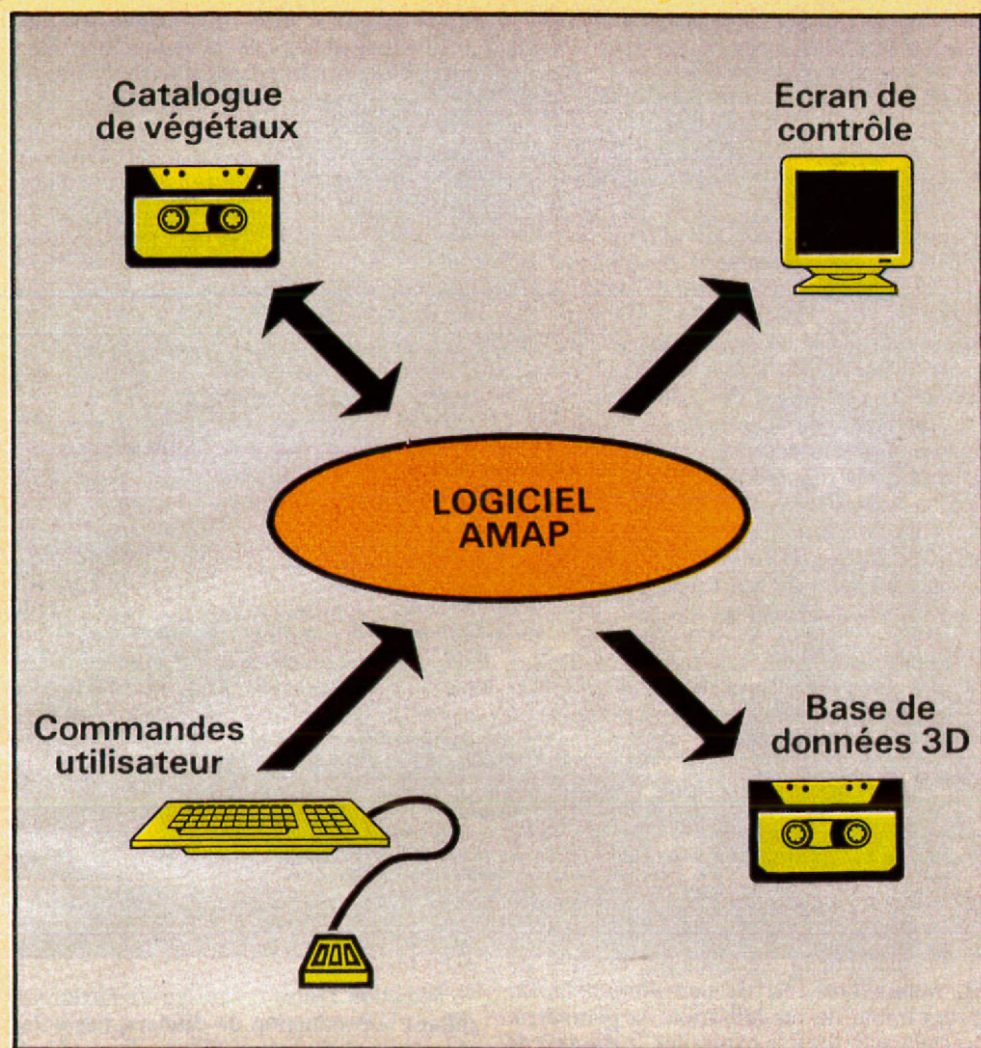 Catalogue
de végétaux
Ecran de
contrôle
LOGICIEL
AMAP
Commandes
utilisateur
Base de
données 3D